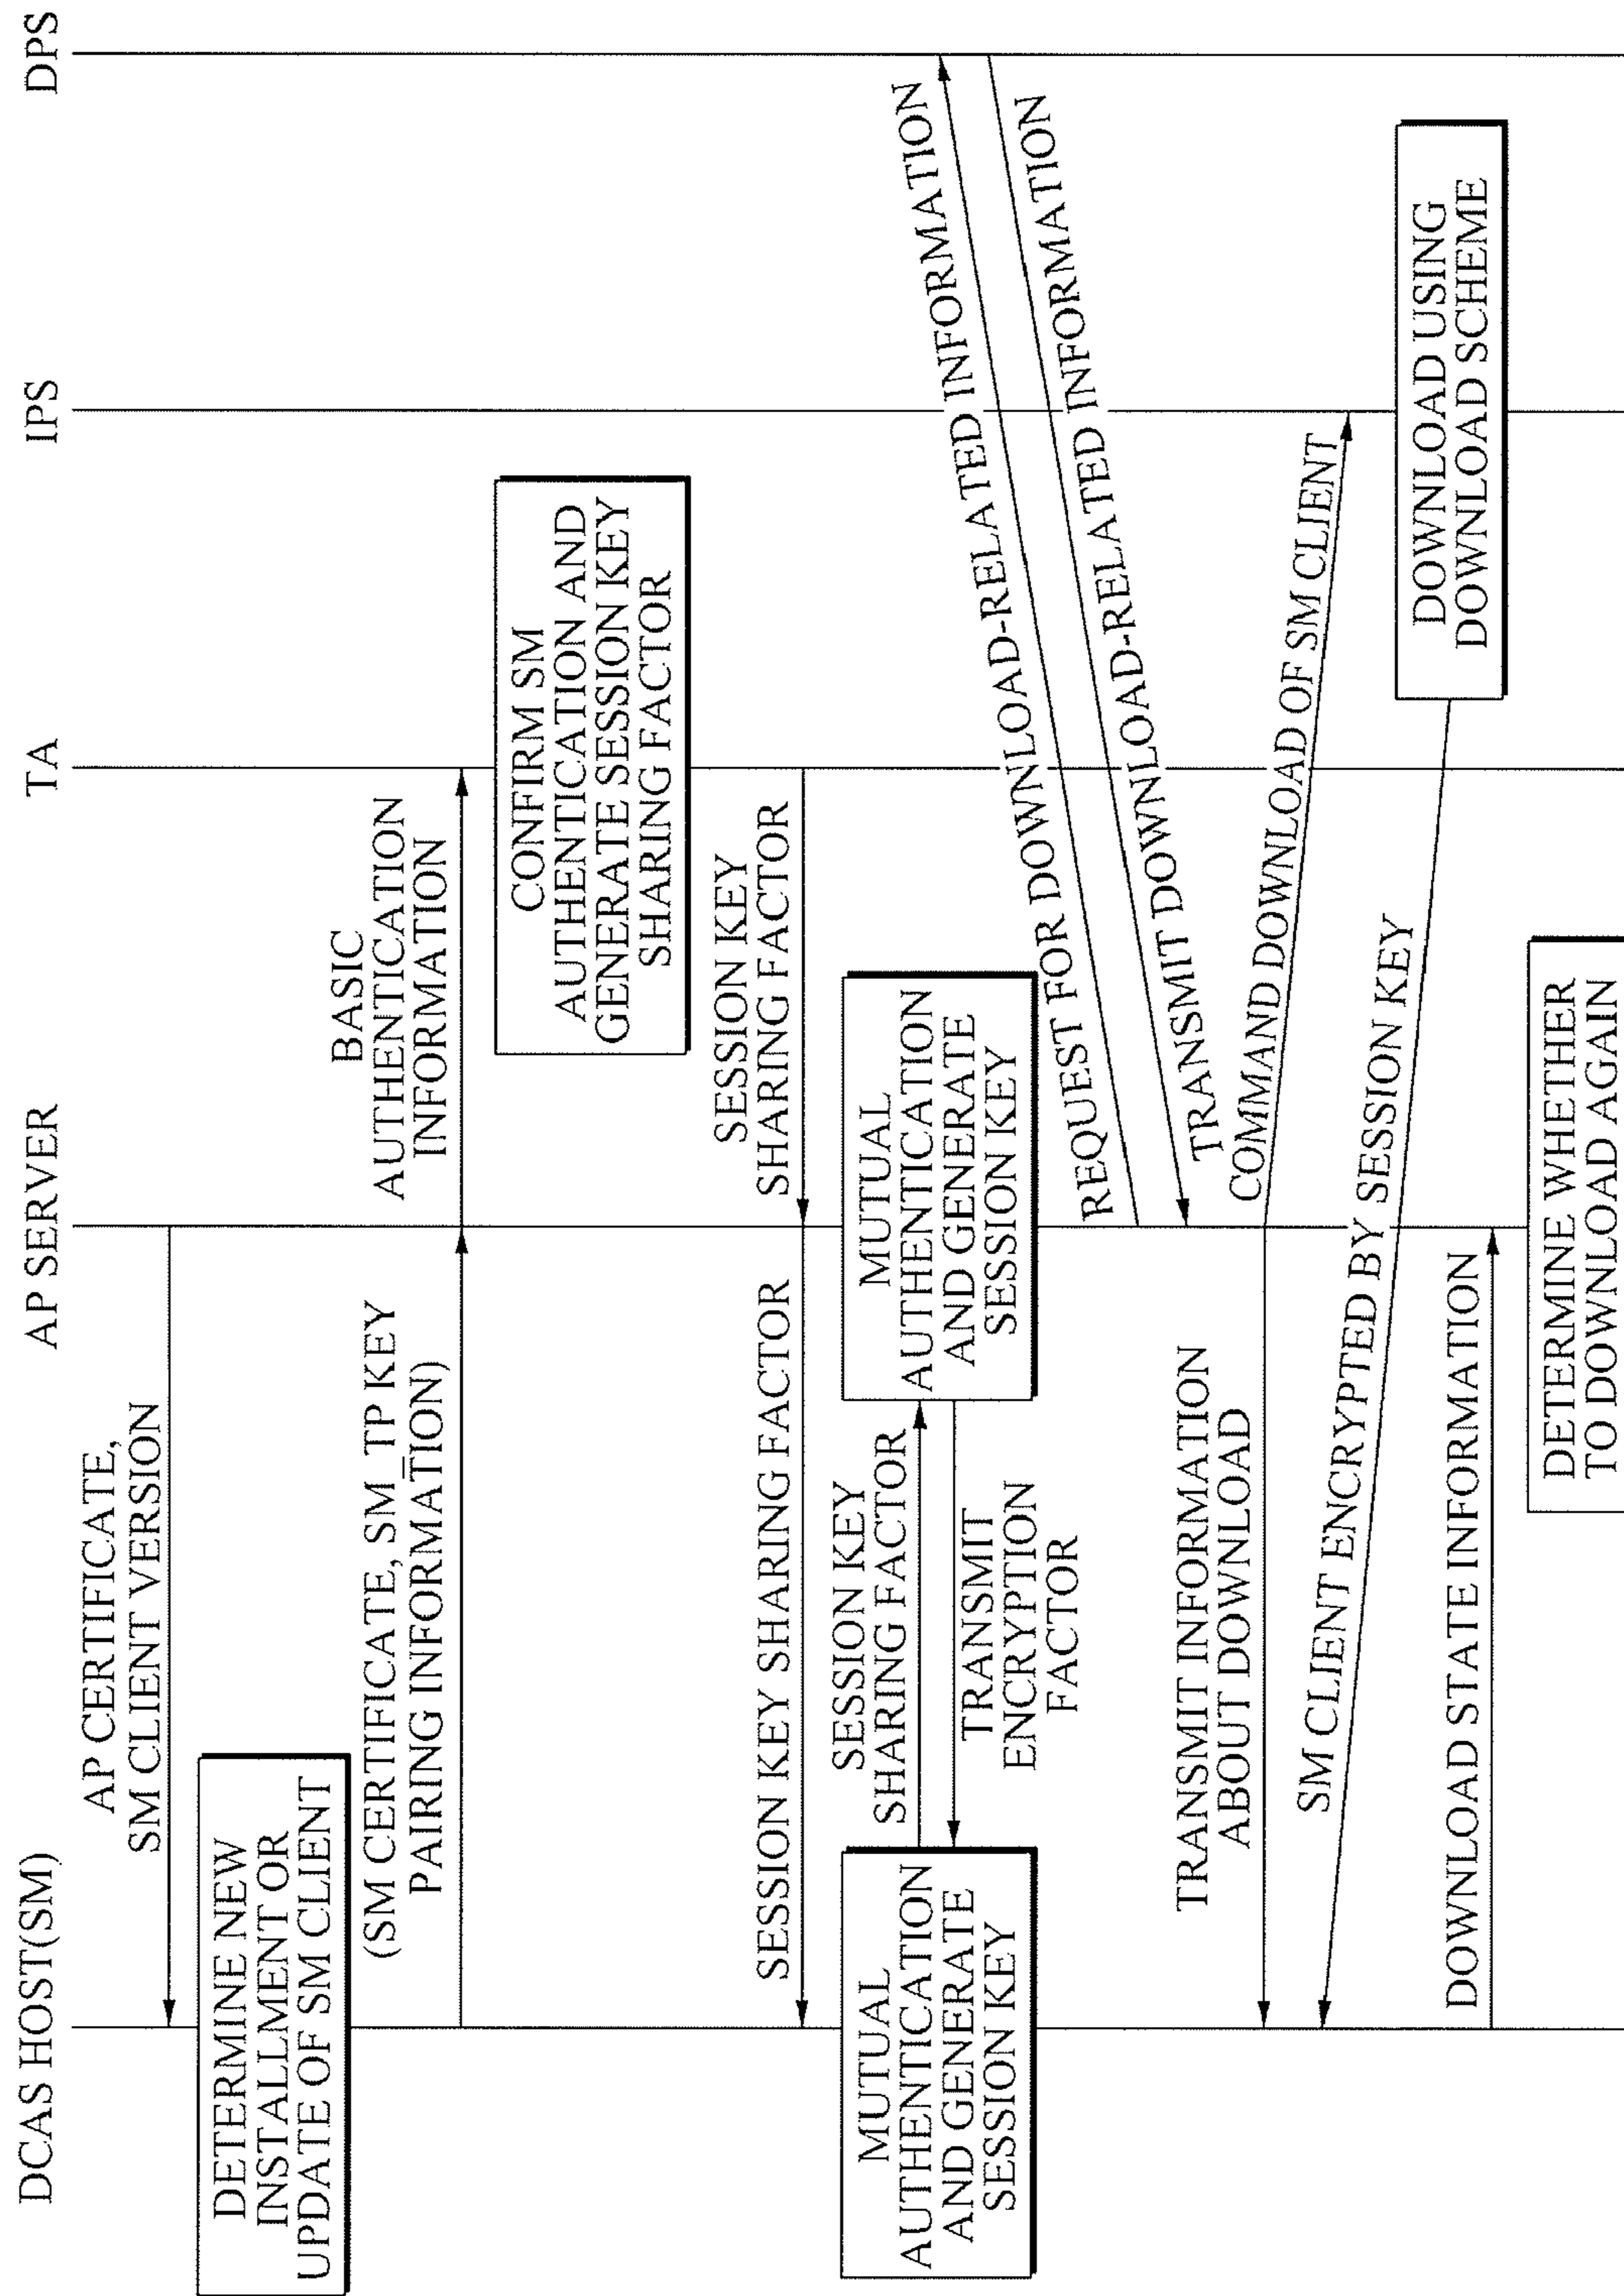 DCAS HOST(SM)
AP SERVER
TA
IPS
DPS
AP CERTIFICATE,
SM CLIENT VERSION
DETERMINE NEW
INSTALLMENT OR
UPDATE OF SM CLIENT
(SM CERTIFICATE, SM_TP KEY
PAIRING INFORMATION)
BASIC
AUTHENTICATION
INFORMATION
CONFIRM SM
AUTHENTICATION AND
GENERATE SESSION KEY
SHARING FACTOR
SESSION KEY
SHARING FACTOR
SESSION KEY SHARING FACTOR
MUTUAL
AUTHENTICATION
AND GENERATE
SESSION KEY
SESSION KEY
SHARING FACTOR
TRANSMIT
ENCRYPTION
FACTOR
MUTUAL
AUTHENTICATION
AND GENERATE
SESSION KEY
REQUEST FOR DOWNLOAD-RELATED INFORMATION
TRANSMIT DOWNLOAD-RELATED INFORMATION
TRANSMIT INFORMATION
ABOUT DOWNLOAD
COMMAND DOWNLOAD OF SM CLIENT
DOWNLOAD USING
DOWNLOAD SCHEME
SM CLIENT ENCRYPTED BY SESSION KEY
DOWNLOAD STATE INFORMATION
DETERMINE WHETHER
TO DOWNLOAD AGAIN